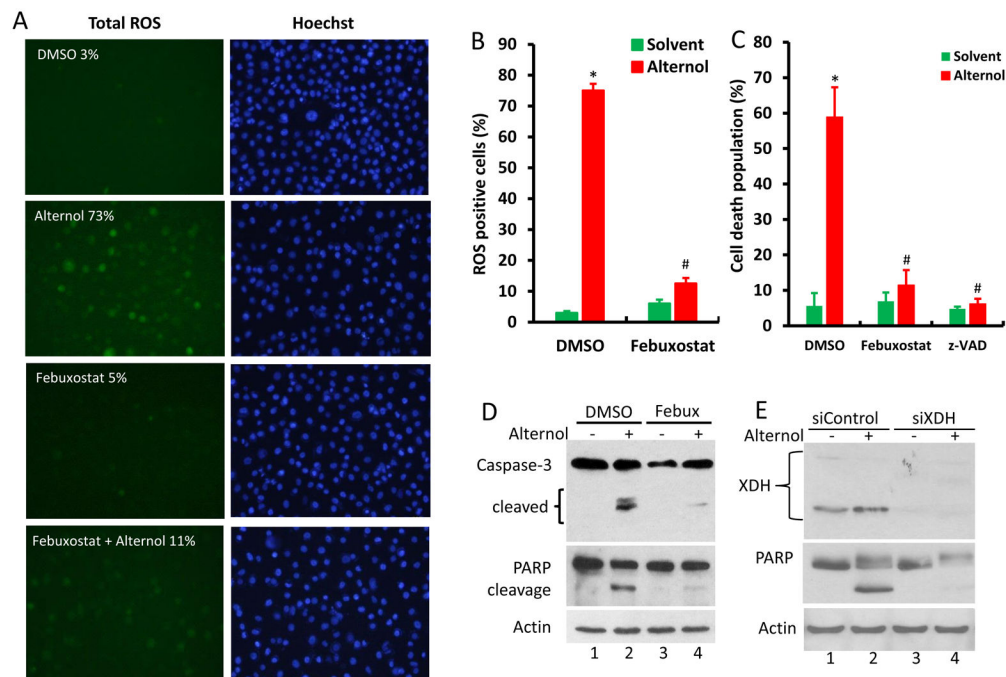 A
Total ROS
Hoechst
DMSO 3%
Alternol 73%
Febuxostat 5%
Febuxostat + Alternol 11%
B
Solvent
Alternol
ROS positive cells (%)
90
80
70
60
50
40
30
20
10
0
*
#
DMSO Febuxostat
C
Solvent
Alternol
Cell death population (%)
80
70
60
50
40
30
20
10
0
*
#
#
DMSO Febuxostat z-VAD
D
DMSO Febux
Alternol - + - +
Caspase-3
cleaved
PARP
cleavage
Actin
1 2 3 4
E
siControl siXDH
Alternol - + - +
XDH
PARP
Actin
1 2 3 4